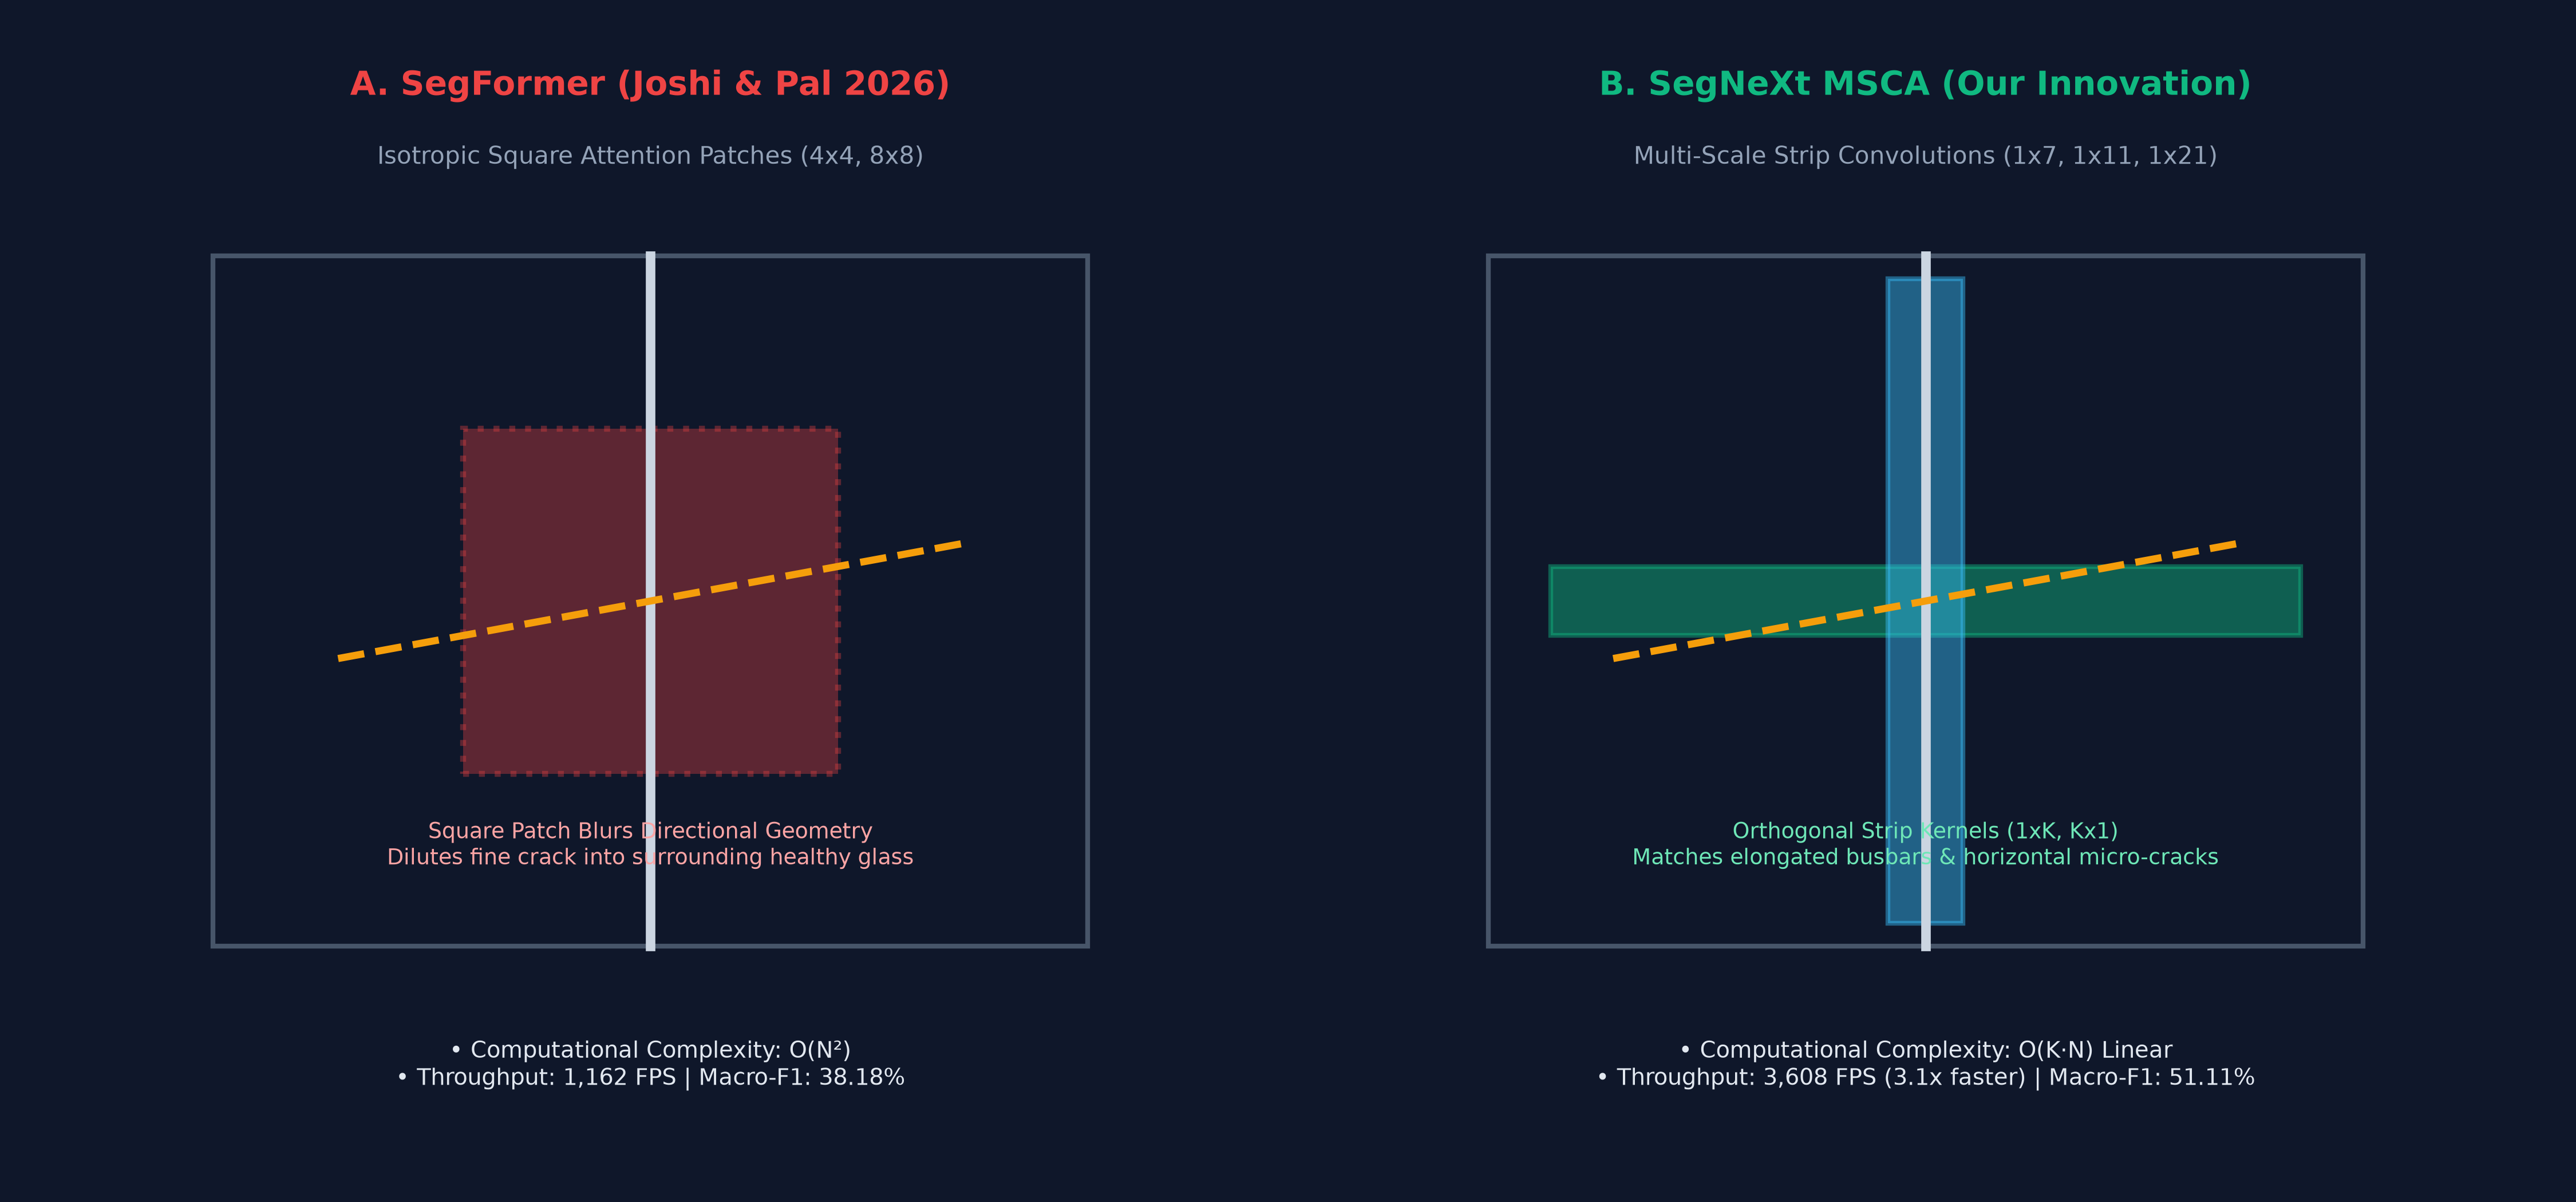 A. SegFormer (Joshi & Pal 2026)
Isotropic Square Attention Patches (4x4, 8x8)
Square Patch Blurs Directional Geometry
Dilutes fine crack into surrounding healthy glass
• Computational Complexity: O(N²)
• Throughput: 1,162 FPS | Macro-F1: 38.18%
B. SegNeXt MSCA (Our Innovation)
Multi-Scale Strip Convolutions (1x7, 1x11, 1x21)
Orthogonal Strip Kernels (1xK, Kx1)
Matches elongated busbars & horizontal micro-cracks
• Computational Complexity: O(K·N) Linear
• Throughput: 3,608 FPS (3.1x faster) | Macro-F1: 51.11%